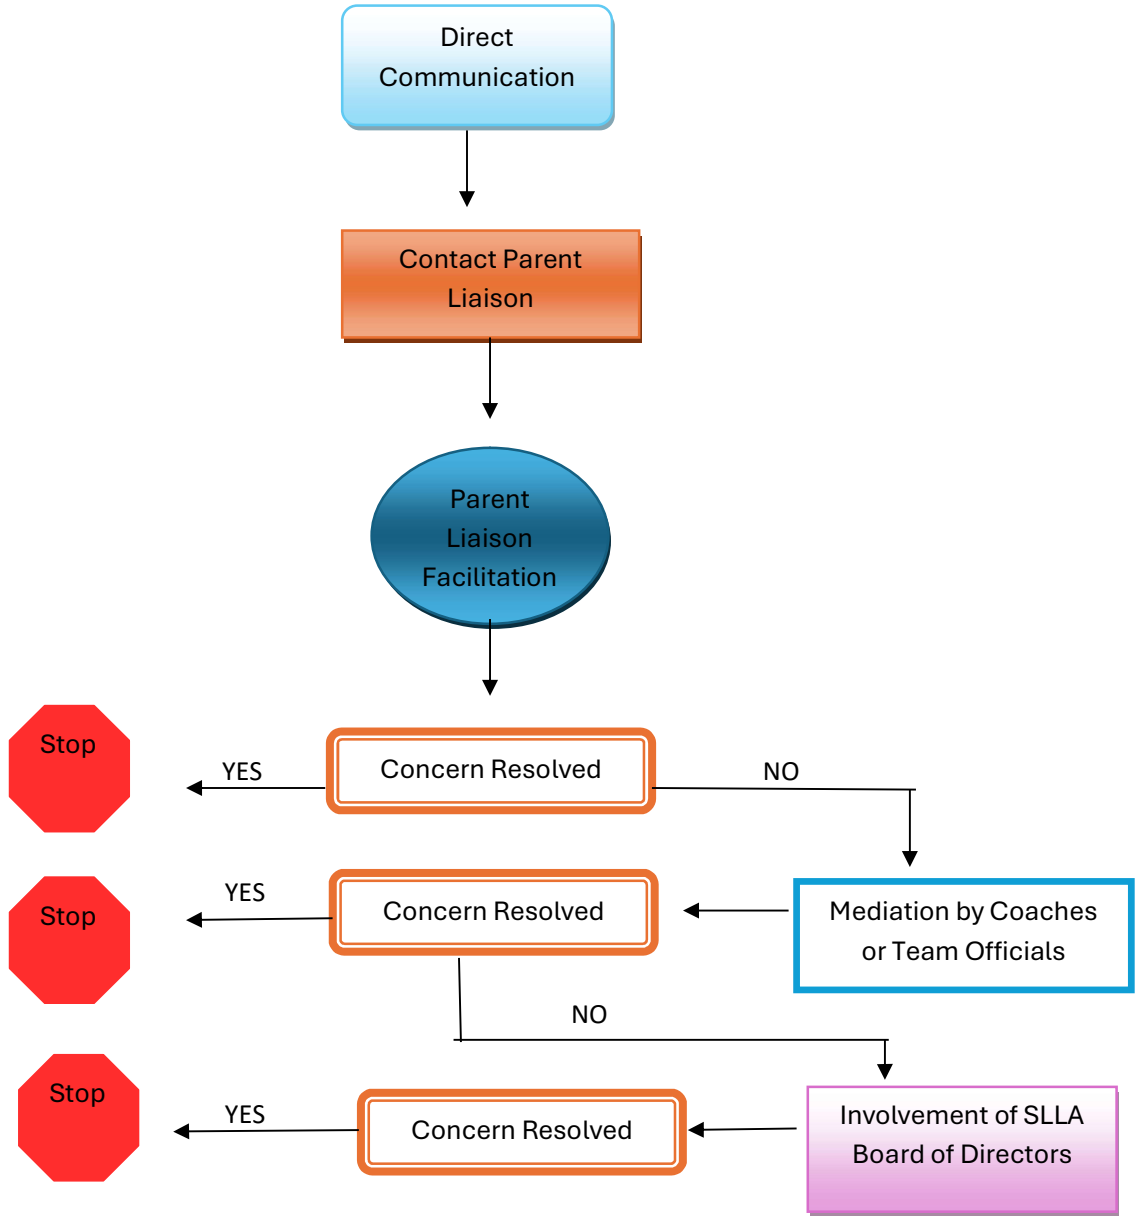 Direct
Communication
Contact Parent
Liaison
Parent
Liaison
Facilitation
Stop
YES
Concern Resolved
NO
Stop
YES
Concern Resolved
Mediation by Coaches
or Team Officials
NO
Stop
YES
Concern Resolved
Involvement of SLLA
Board of Directors